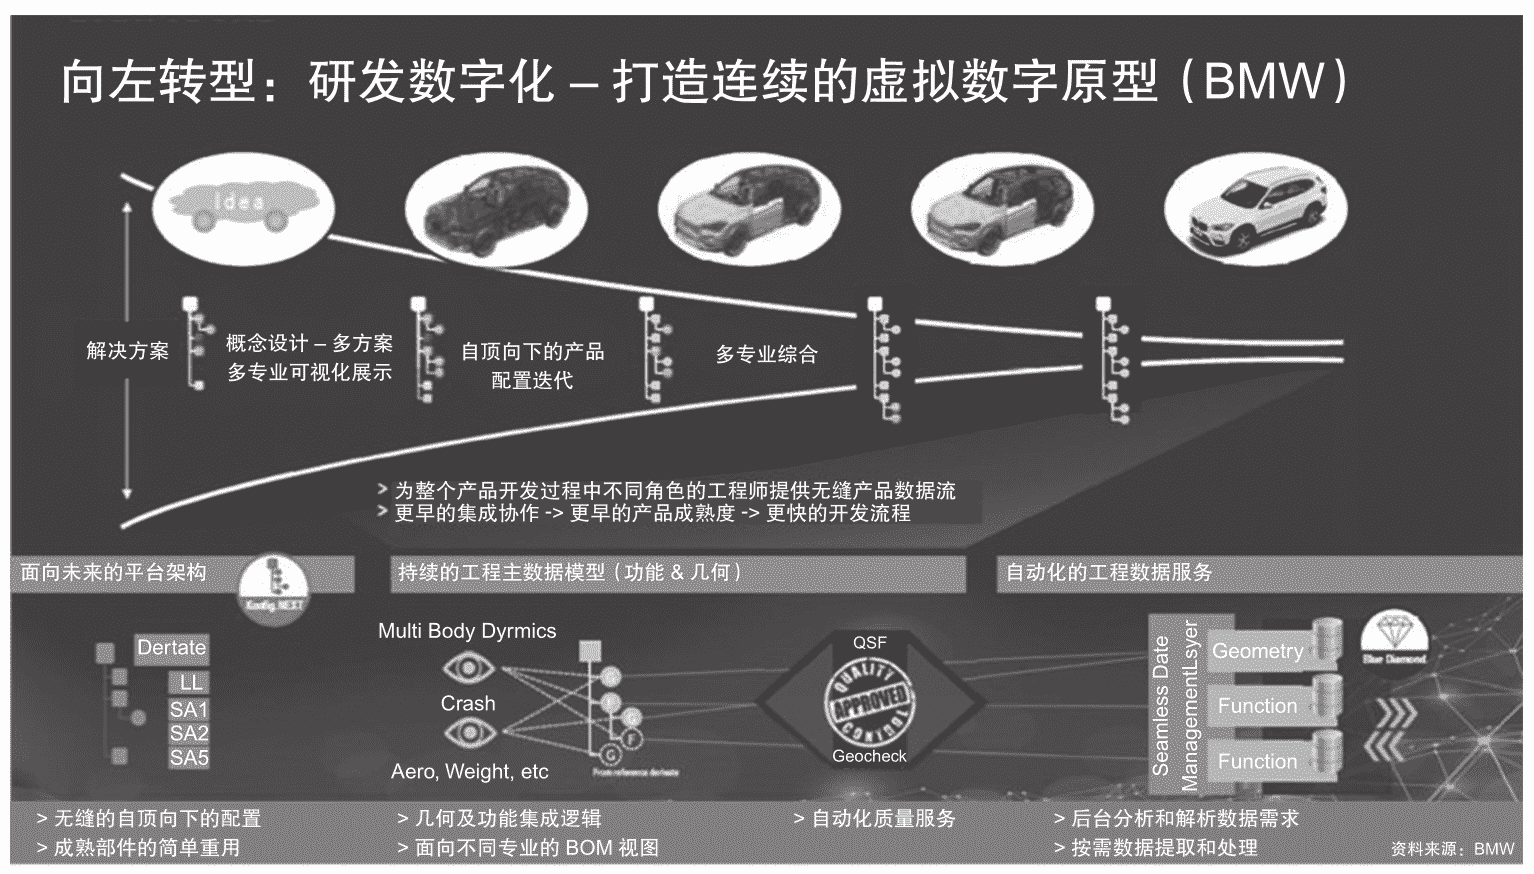 向左转型：研发数字化 – 打造连续的虚拟数字原型（BMW）
Idea
解决方案
概念设计 – 多方案
多专业可视化展示
自顶向下的产品
配置迭代
多专业综合
> 为整个产品开发过程中不同角色的工程师提供无缝产品数据流
> 更早的集成协作 -> 更早的产品成熟度 -> 更快的开发流程
面向未来的平台架构
Konfig.NEXT
持续的工程主数据模型（功能 & 几何）
自动化的工程数据服务
Dertate
LL
SA1
SA2
SA5
Multi Body Dyrmics
Crash
Aero, Weight, etc
G
F
G
F
G
From reference derivate
QSF
QUALITY
APPROVED
CONTROL
Geocheck
Seamless Date
ManagementLsyer
Geometry
Function
Function
Blue Diamond
> 无缝的自顶向下的配置
> 成熟部件的简单重用
> 几何及功能集成逻辑
> 面向不同专业的 BOM 视图
> 自动化质量服务
> 后台分析和解析数据需求
> 按需数据提取和处理
资料来源：BMW